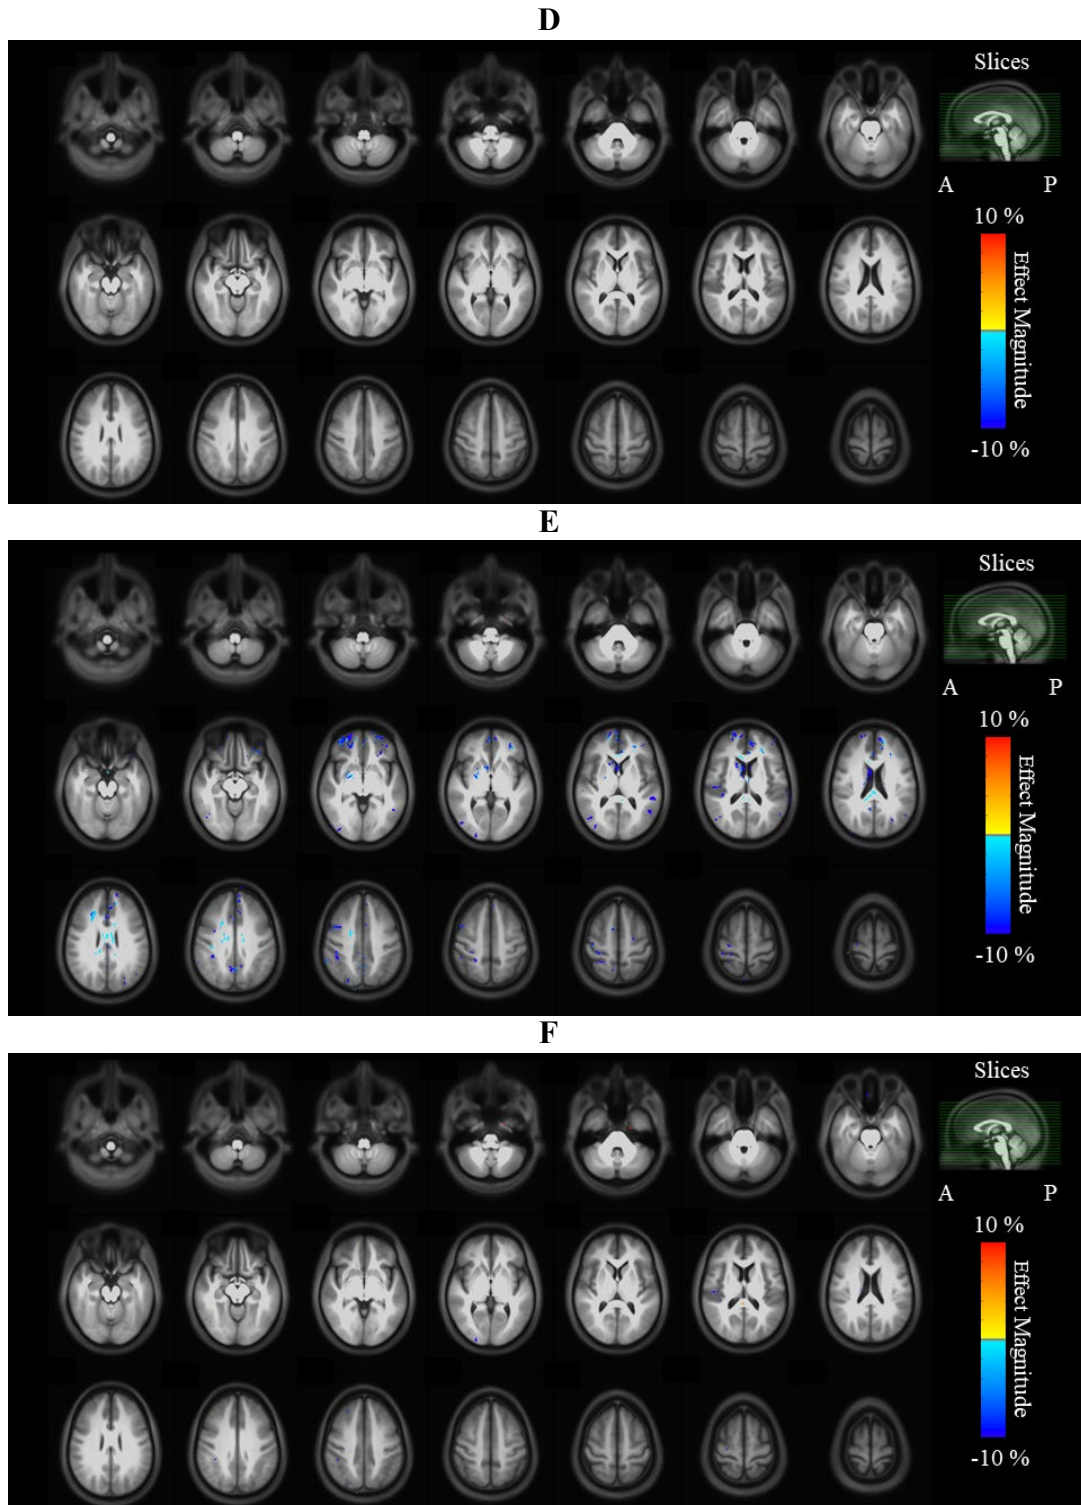 D
Slices
A P
10 %
Effect Magnitude
-10 %
E
Slices
A P
10 %
Effect Magnitude
-10 %
F
Slices
A P
10 %
Effect Magnitude
-10 %